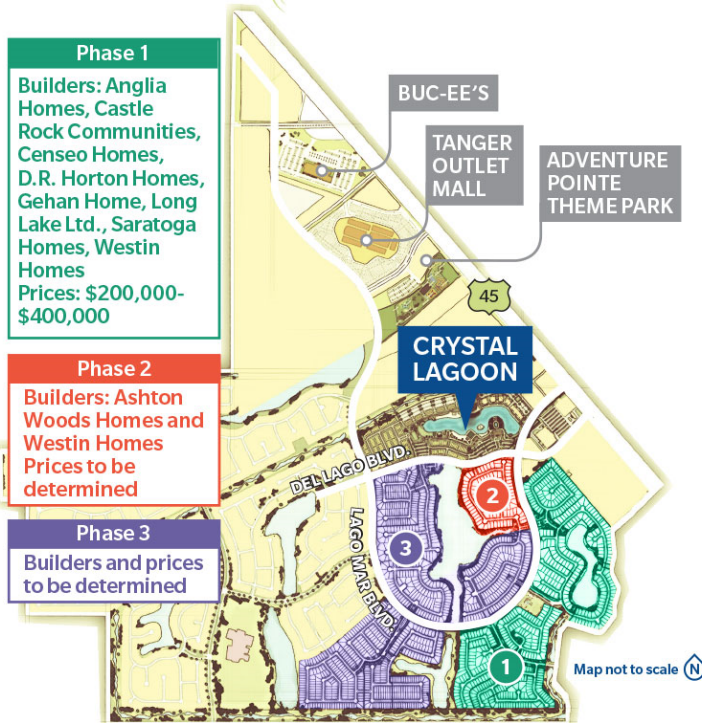 Phase 1
Builders: Anglia
Homes, Castle
Rock Communities,
Censeo Homes,
D.R. Horton Homes,
Gehan Home, Long
Lake Ltd., Saratoga
Homes, Westin
Homes
Prices: $200,000-
$400,000
Phase 2
Builders: Ashton
Woods Homes and
Westin Homes
Prices to be
determined
Phase 3
Builders and prices
to be determined
BUC-EE'S
TANGER
OUTLET
MALL
ADVENTURE
POINTE
THEME PARK
45
CRYSTAL
LAGOON
DEL LAGO BLVD.
LAGO MAR BLVD.
2
3
1
Map not to scale N